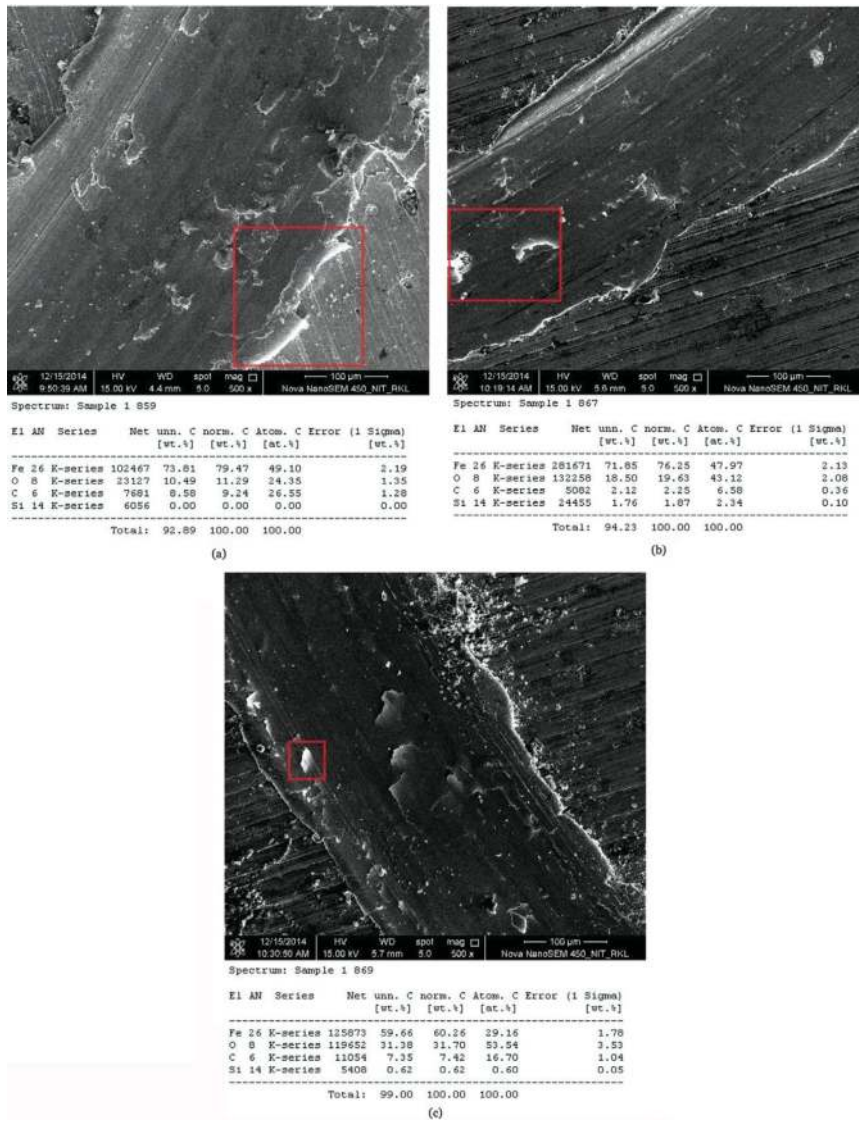 12/15/2014 HV WD spot mag □ 100 µm
9:50:39 AM 15.00 kV 4.4 mm 5.0 500 x Nova NanoSEM 450_NIT_RKL
Spectrum: Sample 1 859
El AN Series Net unn. C norm. C Atom. C Error (1 Sigma)
[wt.%] [wt.%] [at.%] [wt.%]
Fe 26 K-series 102467 73.81 79.47 49.10 2.19
O 8 K-series 23127 10.49 11.29 24.35 1.35
C 6 K-series 7681 8.58 9.24 26.55 1.28
Si 14 K-series 6056 0.00 0.00 0.00 0.00
Total: 92.89 100.00 100.00
(a)
12/15/2014 HV WD spot mag □ 100 µm
10:19:14 AM 15.00 kV 5.6 mm 5.0 500 x Nova NanoSEM 450_NIT_RKL
Spectrum: Sample 1 867
El AN Series Net unn. C norm. C Atom. C Error (1 Sigma)
[wt.%] [wt.%] [at.%] [wt.%]
Fe 26 K-series 281671 71.85 76.25 47.97 2.13
O 8 K-series 132258 18.50 19.63 43.12 2.08
C 6 K-series 5082 2.12 2.25 6.58 0.36
Si 14 K-series 24455 1.76 1.87 2.34 0.10
Total: 94.23 100.00 100.00
(b)
12/15/2014 HV WD spot mag □ 100 µm
10:30:50 AM 15.00 kV 5.7 mm 5.0 500 x Nova NanoSEM 450_NIT_RKL
Spectrum: Sample 1 869
El AN Series Net unn. C norm. C Atom. C Error (1 Sigma)
[wt.%] [wt.%] [at.%] [wt.%]
Fe 26 K-series 125873 59.66 60.26 29.16 1.78
O 8 K-series 119652 31.38 31.70 53.54 3.53
C 6 K-series 11054 7.35 7.42 16.70 1.04
Si 14 K-series 5408 0.62 0.62 0.60 0.05
Total: 99.00 100.00 100.00
(c)